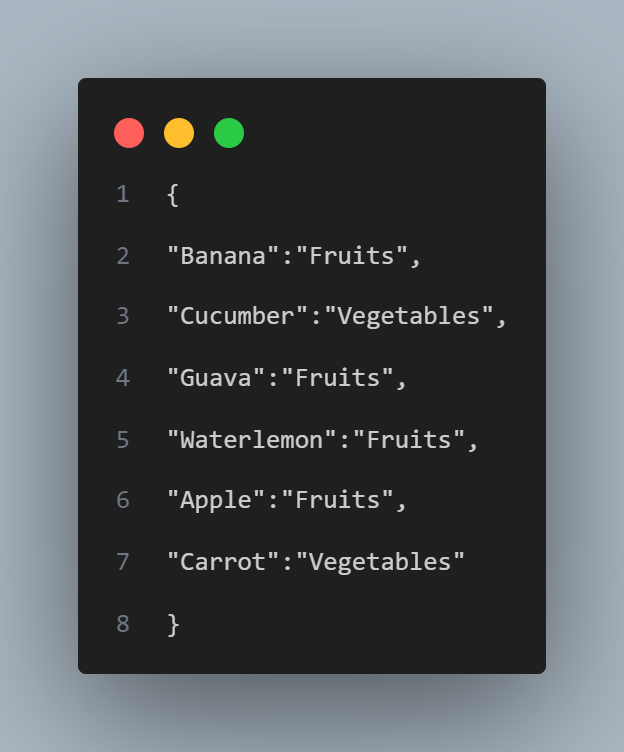 1 {
2 "Banana":"Fruits",
3 "Cucumber":"Vegetables",
4 "Guava":"Fruits",
5 "Waterlemon":"Fruits",
6 "Apple":"Fruits",
7 "Carrot":"Vegetables"
8 }